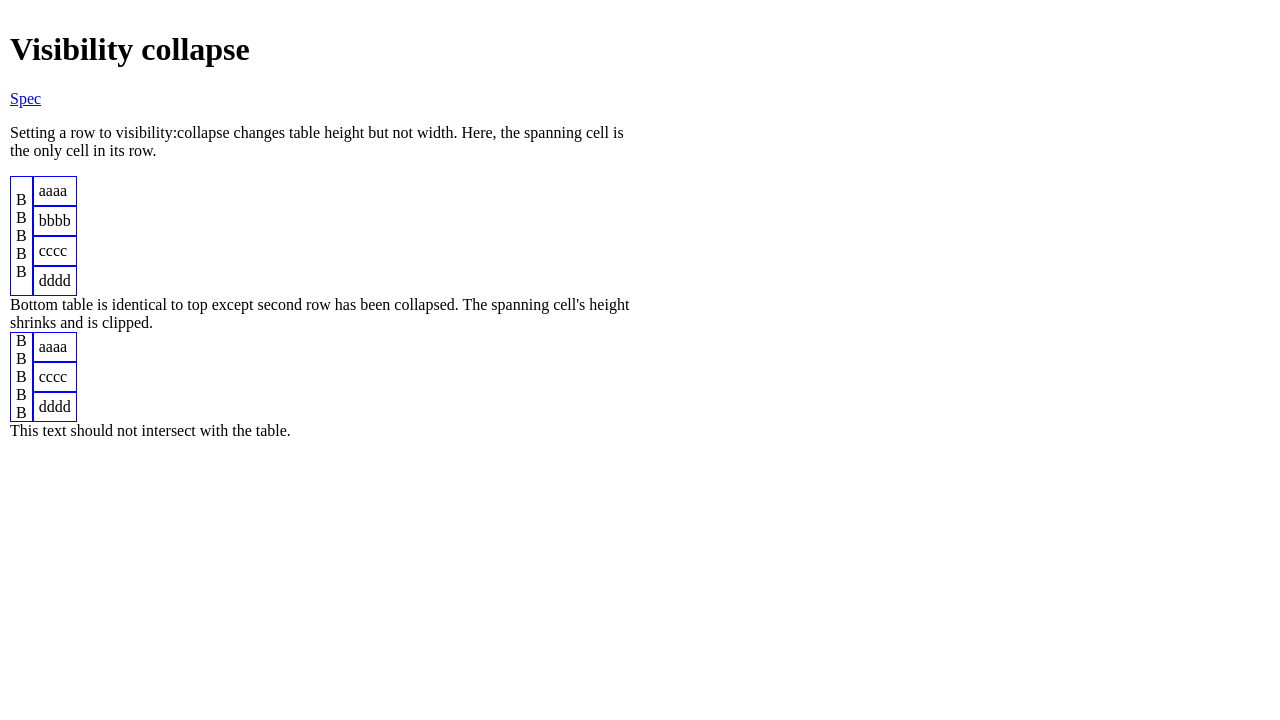 Visibility collapse
Spec
Setting a row to visibility:collapse changes table height but not width. Here, the spanning cell is
the only cell in its row.
B
B
B
B
B
aaaa
bbbb
cccc
dddd
Bottom table is identical to top except second row has been collapsed. The spanning cell's height
shrinks and is clipped.
B
B
B
B
B
aaaa
cccc
dddd
This text should not intersect with the table.